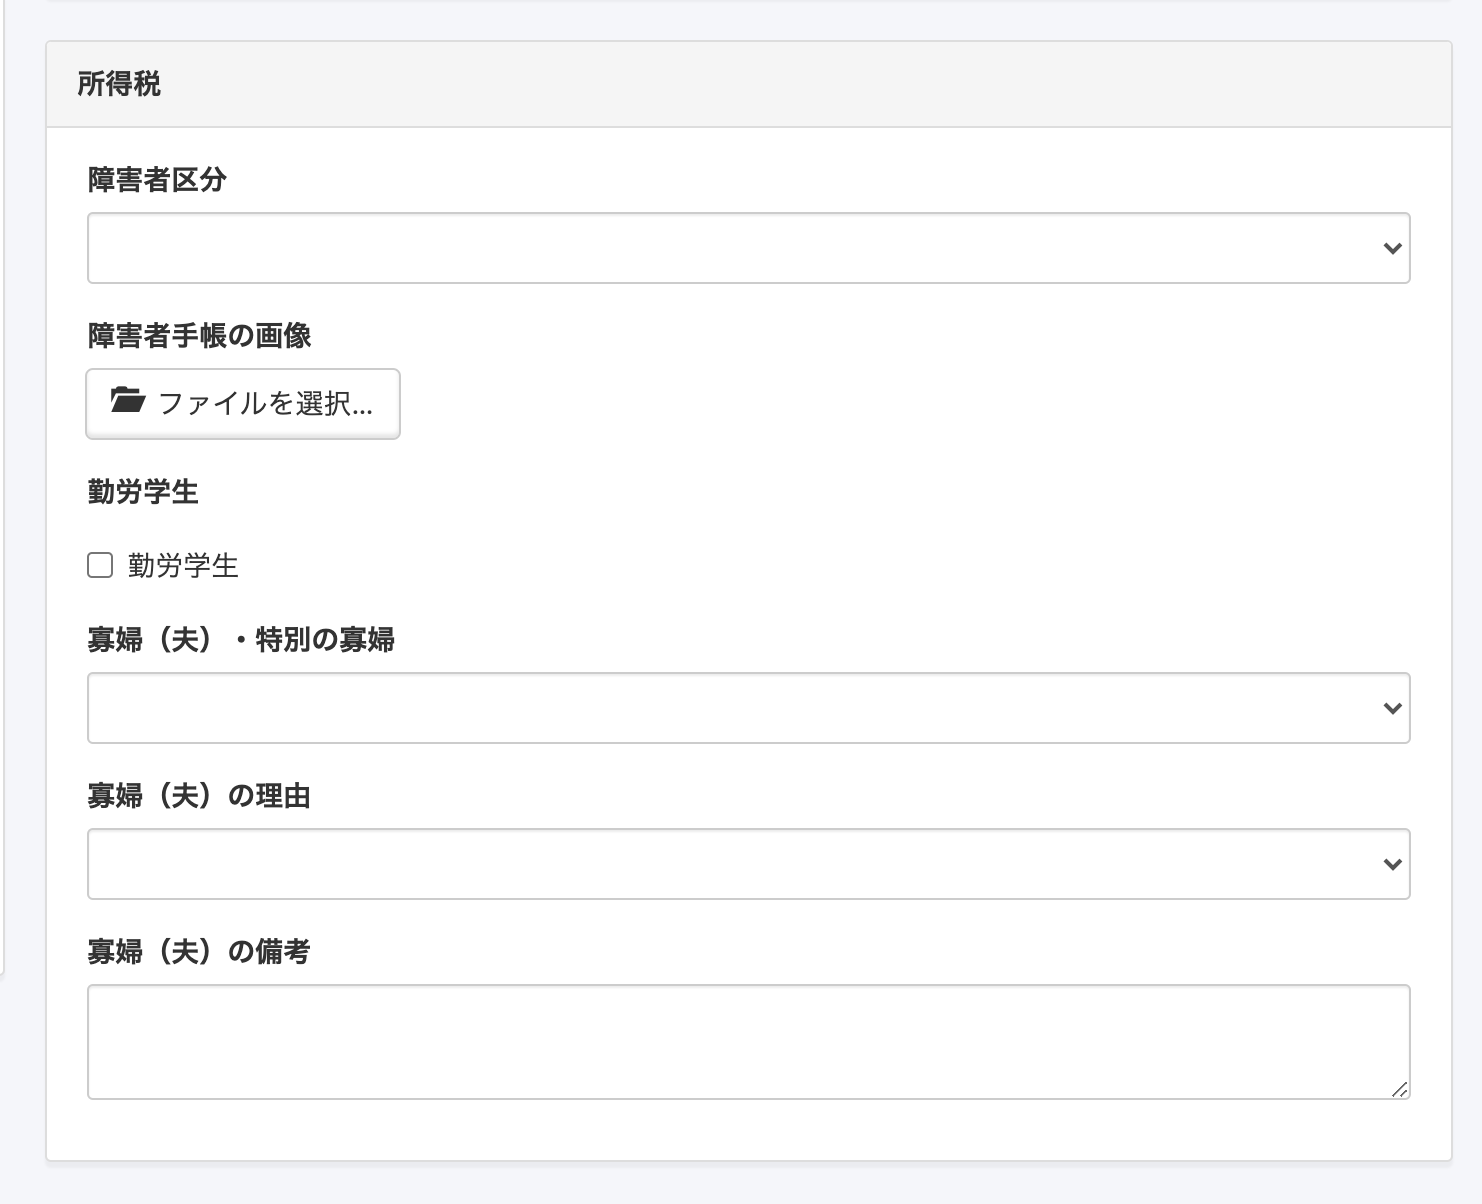 所得税
障害者区分
障害者手帳の画像
ファイルを選択...
勤労学生
勤労学生
寡婦（夫）・特別の寡婦
寡婦（夫）の理由
寡婦（夫）の備考